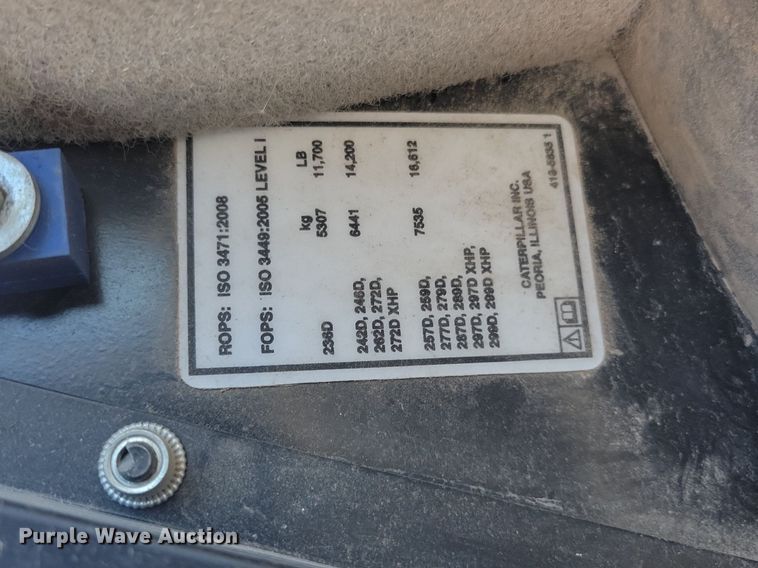 ROPS: ISO 3471:2008
FOPS: ISO 3449:2005 LEVEL I
kg LB
236D 5307 11,700
242D, 246D, 6441 14,200
262D, 272D,
272D XHP
257D, 259D, 7535 16,612
277D, 279D,
287D, 289D,
297D, 297D XHP,
299D, 299D XHP
CATERPILLAR INC.
PEORIA, ILLINOIS USA
Purple Wave Auction